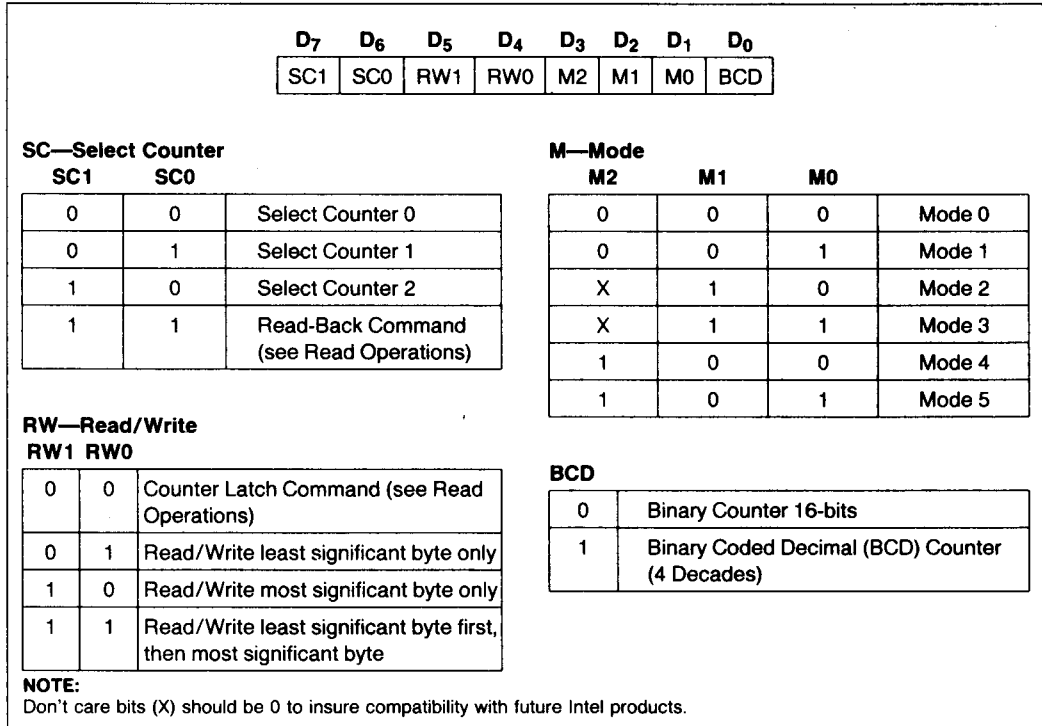 D7 D6 D5 D4 D3 D2 D1 D0
SC1 SC0 RW1 RW0 M2 M1 M0 BCD
SC—Select Counter
SC1 SC0
0 0 Select Counter 0
0 1 Select Counter 1
1 0 Select Counter 2
1 1 Read-Back Command
(see Read Operations)
RW—Read/Write
RW1 RW0
0 0 Counter Latch Command (see Read
Operations)
0 1 Read/Write least significant byte only
1 0 Read/Write most significant byte only
1 1 Read/Write least significant byte first,
then most significant byte
M—Mode
M2 M1 M0
0 0 0 Mode 0
0 0 1 Mode 1
X 1 0 Mode 2
X 1 1 Mode 3
1 0 0 Mode 4
1 0 1 Mode 5
BCD
0 Binary Counter 16-bits
1 Binary Coded Decimal (BCD) Counter
(4 Decades)
NOTE:
Don't care bits (X) should be 0 to insure compatibility with future Intel products.